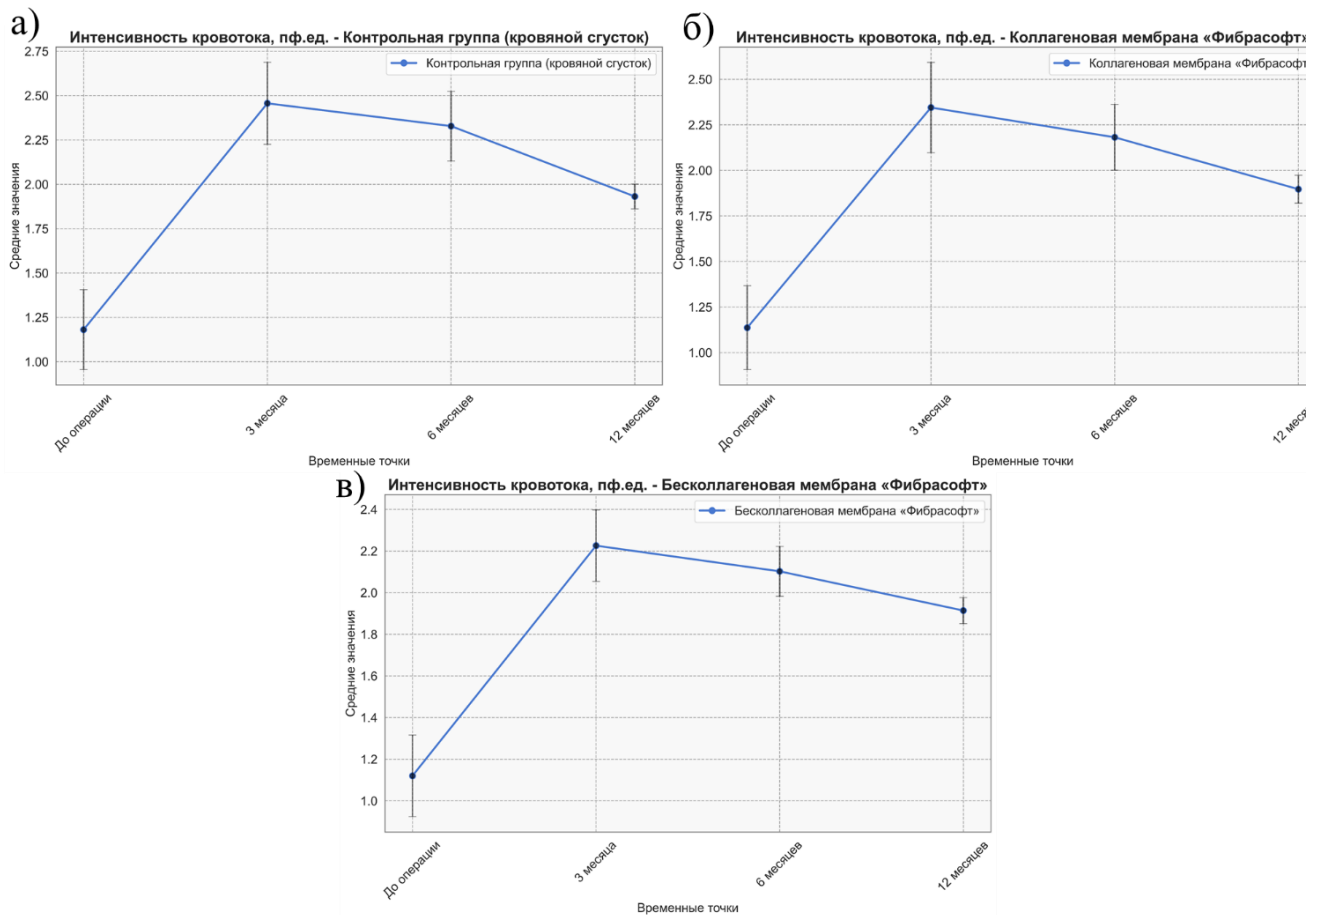 а)
Интенсивность кровотока, пф.ед. - Контрольная группа (кровяной сгусток)
Контрольная группа (кровяной сгусток)
2.75
2.50
2.25
2.00
1.75
1.50
1.25
1.00
Средние значения
До операции
3 месяца
6 месяцев
12 месяцев
Временные точки
б)
Интенсивность кровотока, пф.ед. - Коллагеновая мембрана «Фибрасофт»
Коллагеновая мембрана «Фибрасофт
2.50
2.25
2.00
1.75
1.50
1.25
1.00
Средние значения
До операции
3 месяца
6 месяцев
12 меся
Временные точки
в)
Интенсивность кровотока, пф.ед. - Бесколлагеновая мембрана «Фибрасофт»
Бесколлагеновая мембрана «Фибрасофт»
2.4
2.2
2.0
1.8
1.6
1.4
1.2
1.0
Средние значения
До операции
3 месяца
6 месяцев
12 месяцев
Временные точки